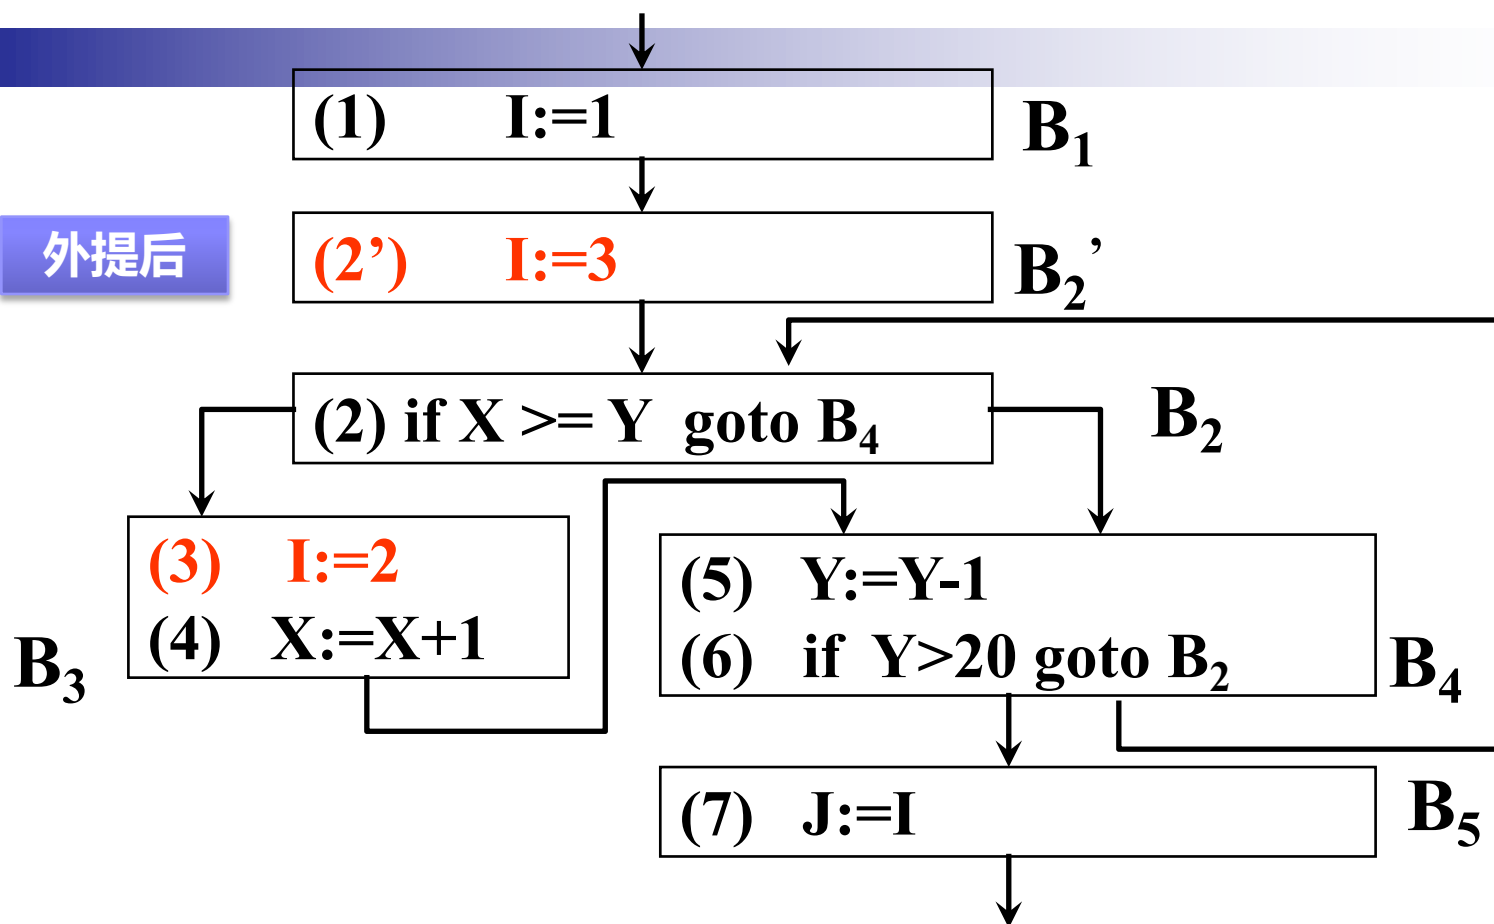 (1) I:=1
B₁
外提后
(2’) I:=3
B₂’
(2) if X >= Y goto B₄
B₂
(3) I:=2
(4) X:=X+1
B₃
(5) Y:=Y-1
(6) if Y>20 goto B₂
B₄
(7) J:=I
B₅